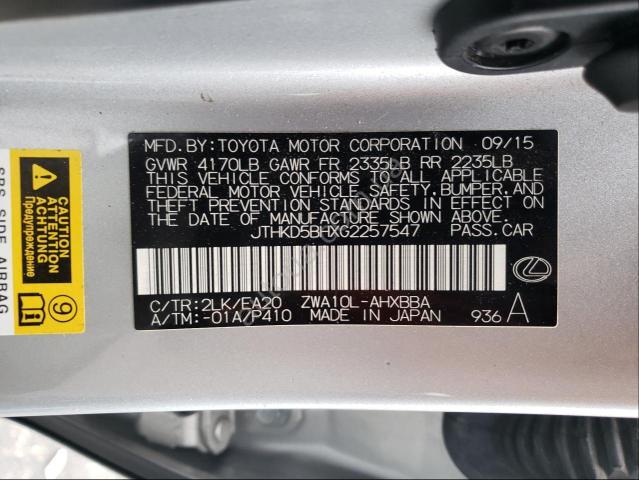 MFD. BY: TOYOTA MOTOR CORPORATION 09/15
GVWR 4170LB GAWR FR 2335LB RR 2235LB
THIS VEHICLE CONFORMS TO ALL APPLICABLE
FEDERAL MOTOR VEHICLE SAFETY, BUMPER, AND
THEFT PREVENTION STANDARDS IN EFFECT ON
THE DATE OF MANUFACTURE SHOWN ABOVE.
JTHKD5BHXG2257547 PASS. CAR
C/TR: 2LK/EA20 ZWA10L-AHXBBA
A/TM: -01A/P410 MADE IN JAPAN 936 A
CAUTION
ACHTUNG
ATTENTION
Предупреждение
SRS SIDE AIRBAG
9